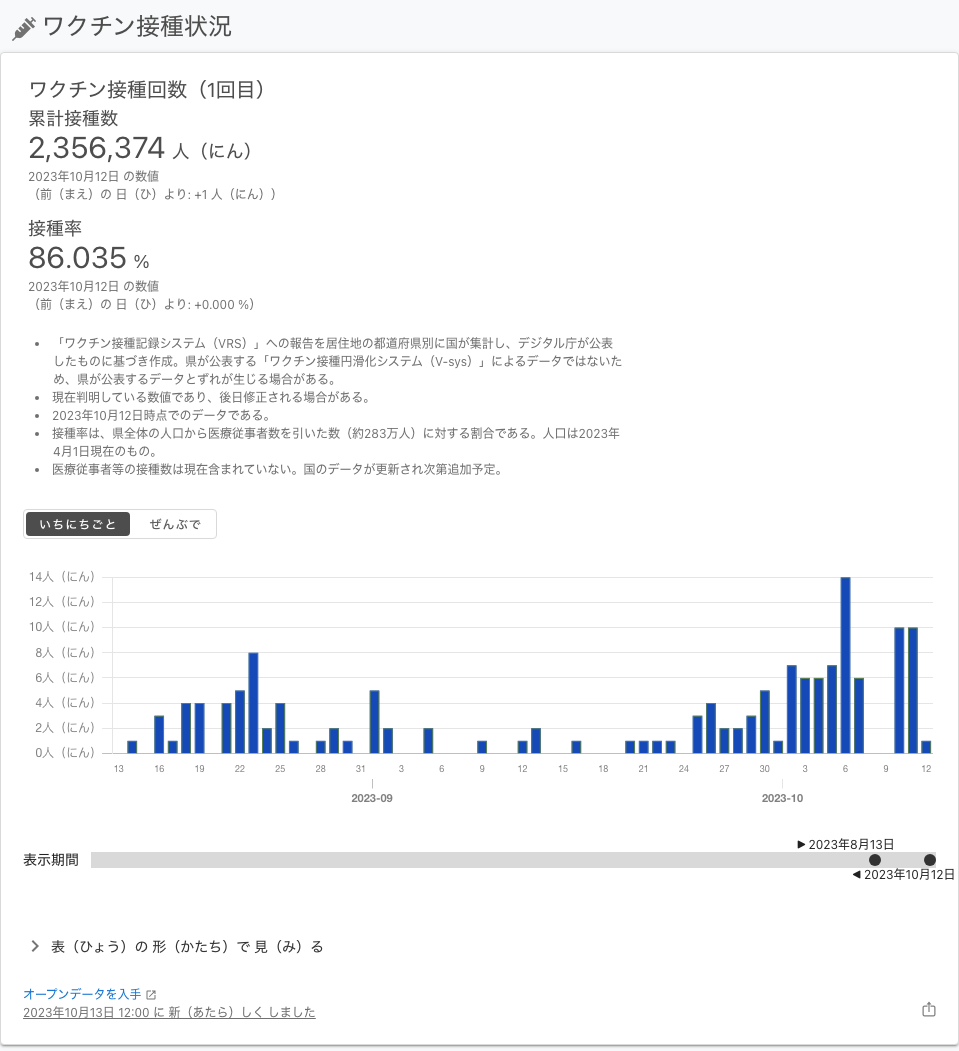 ワクチン接種状況
ワクチン接種回数（1回目）
累計接種数
2,356,374 人（にん）
2023年10月12日 の数値
（前（まえ）の 日（ひ）より: +1 人（にん））
接種率
86.035 %
2023年10月12日 の数値
（前（まえ）の 日（ひ）より: +0.000 %）
• 「ワクチン接種記録システム（VRS）」への報告を居住地の都道府県別に国が集計し、デジタル庁が公表
したものに基づき作成。県が公表する「ワクチン接種円滑化システム（V-sys）」によるデータではないた
め、県が公表するデータとずれが生じる場合がある。
• 現在判明している数値であり、後日修正される場合がある。
• 2023年10月12日時点でのデータである。
• 接種率は、県全体の人口から医療従事者数を引いた数（約283万人）に対する割合である。人口は2023年
4月1日現在のもの。
• 医療従事者等の接種数は現在含まれていない。国のデータが更新され次第追加予定。
いちにちごと ぜんぶで
14人（にん）
12人（にん）
10人（にん）
8人（にん）
6人（にん）
4人（にん）
2人（にん）
0人（にん）
13 16 19 22 25 28 31 3 6 9 12 15 18 21 24 27 30 3 6 9 12
2023-09 2023-10
▶ 2023年8月13日
表示期間
◀ 2023年10月12日
表（ひょう）の 形（かたち）で 見（み）る
オープンデータを入手
2023年10月13日 12:00 に 新（あたら）しく しました